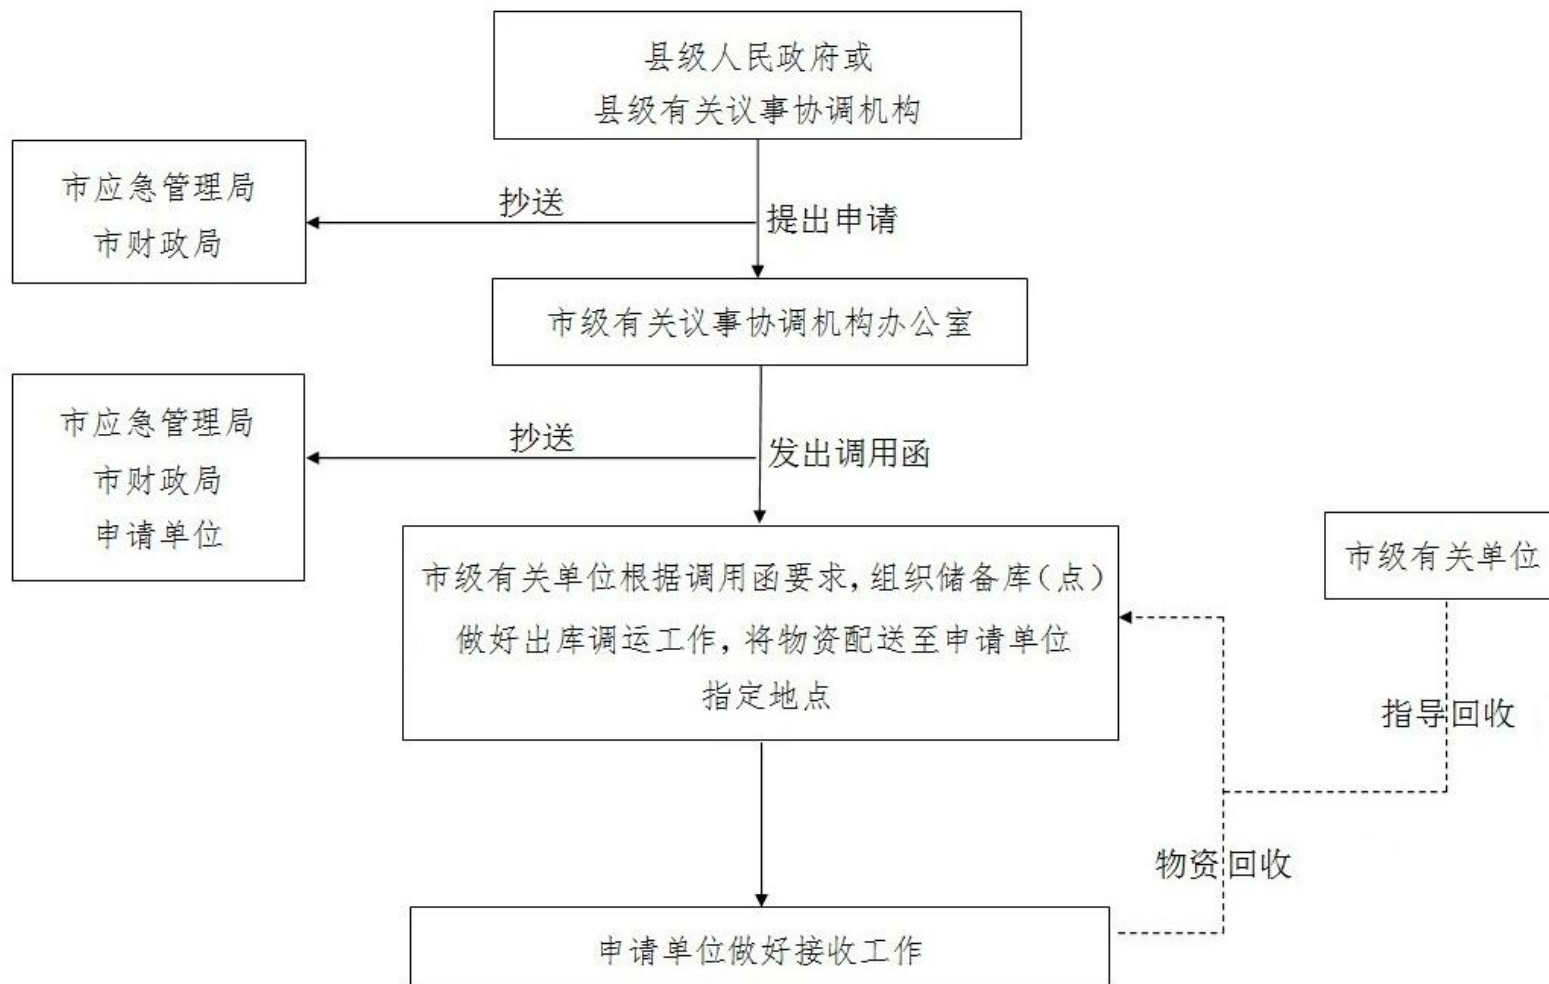 县级人民政府或
县级有关议事协调机构
市应急管理局
市财政局
抄送
提出申请
市级有关议事协调机构办公室
市应急管理局
市财政局
申请单位
抄送
发出调用函
市级有关单位根据调用函要求，组织储备库（点）
做好出库调运工作，将物资配送至申请单位
指定地点
市级有关单位
指导回收
物资回收
申请单位做好接收工作